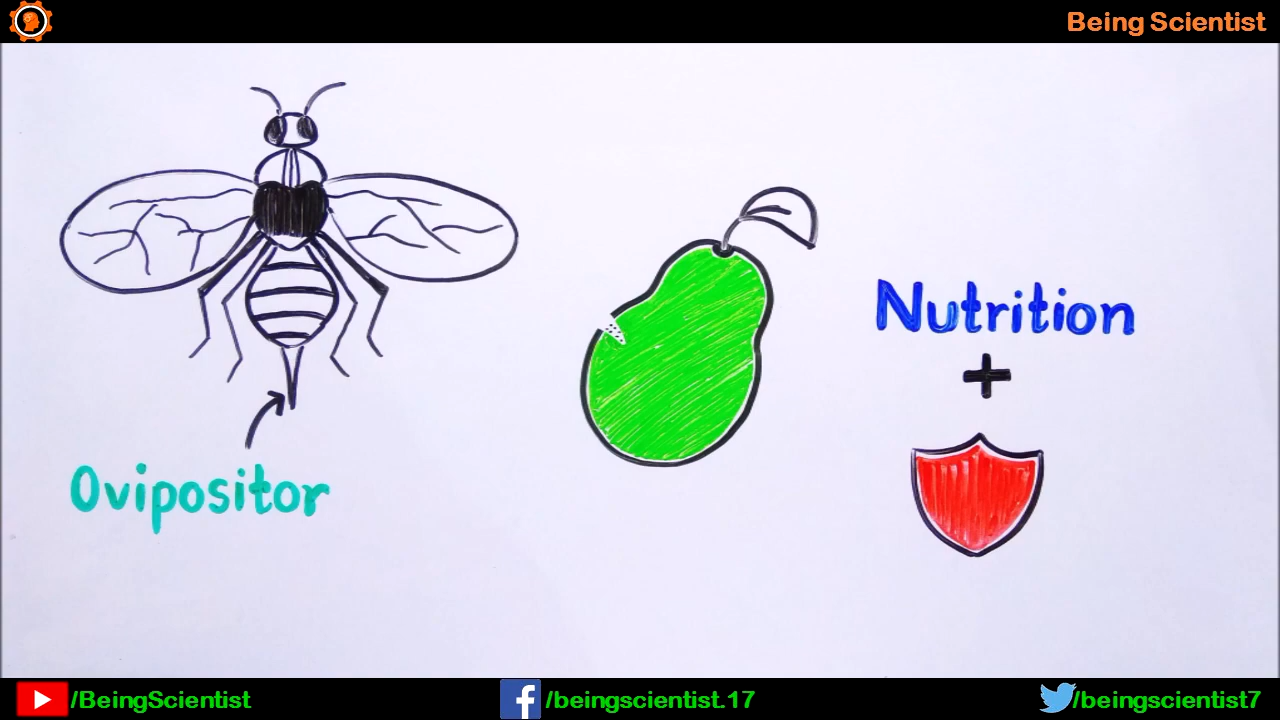 Being Scientist
Nutrition
+
Ovipositor
/BeingScientist
/beingscientist.17
/beingscientist7